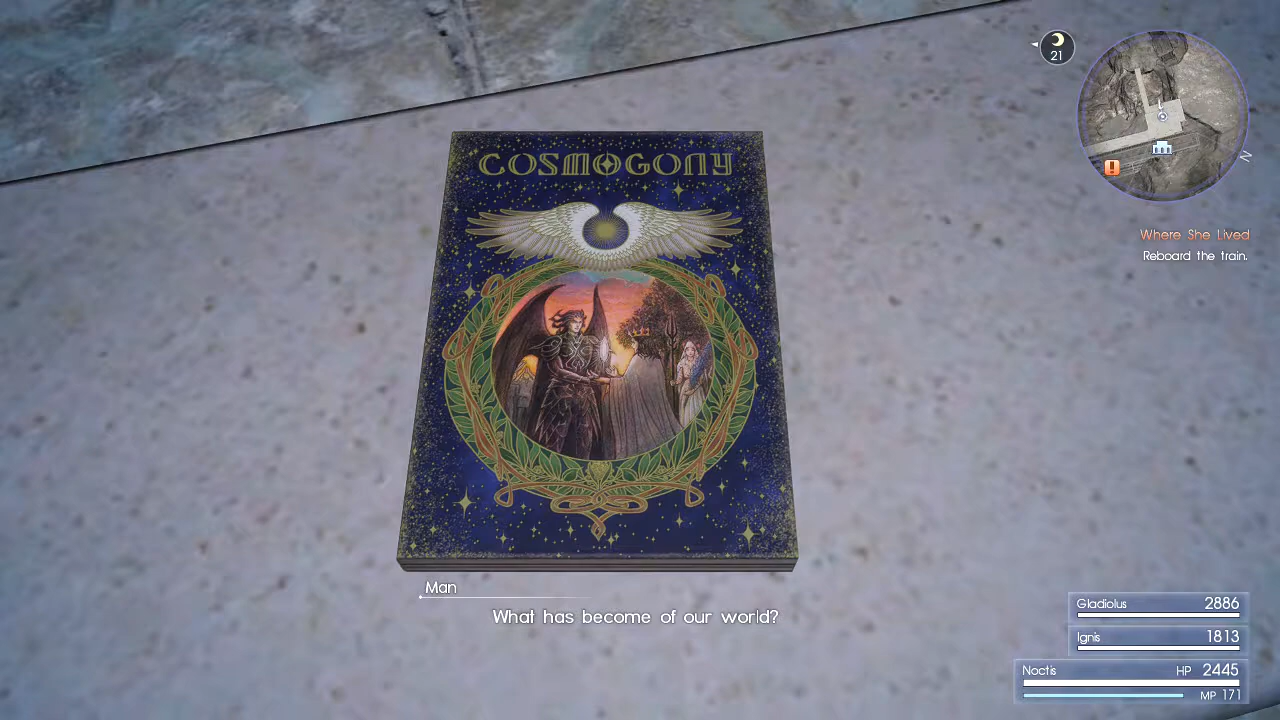 21
N
COSMOGONY
Where She Lived
Reboard the train.
Man
What has become of our world?
Gladiolus 2886
Ignis 1813
Noctis HP 2445
MP 171